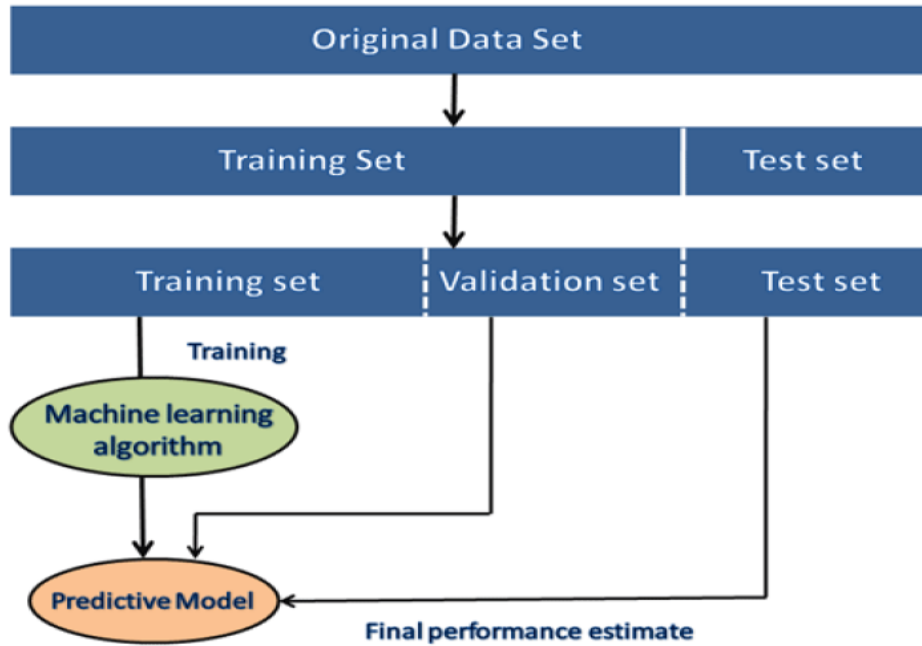 Original Data Set
Training Set
Test set
Training set
Validation set
Test set
Training
Machine learning
algorithm
Predictive Model
Final performance estimate